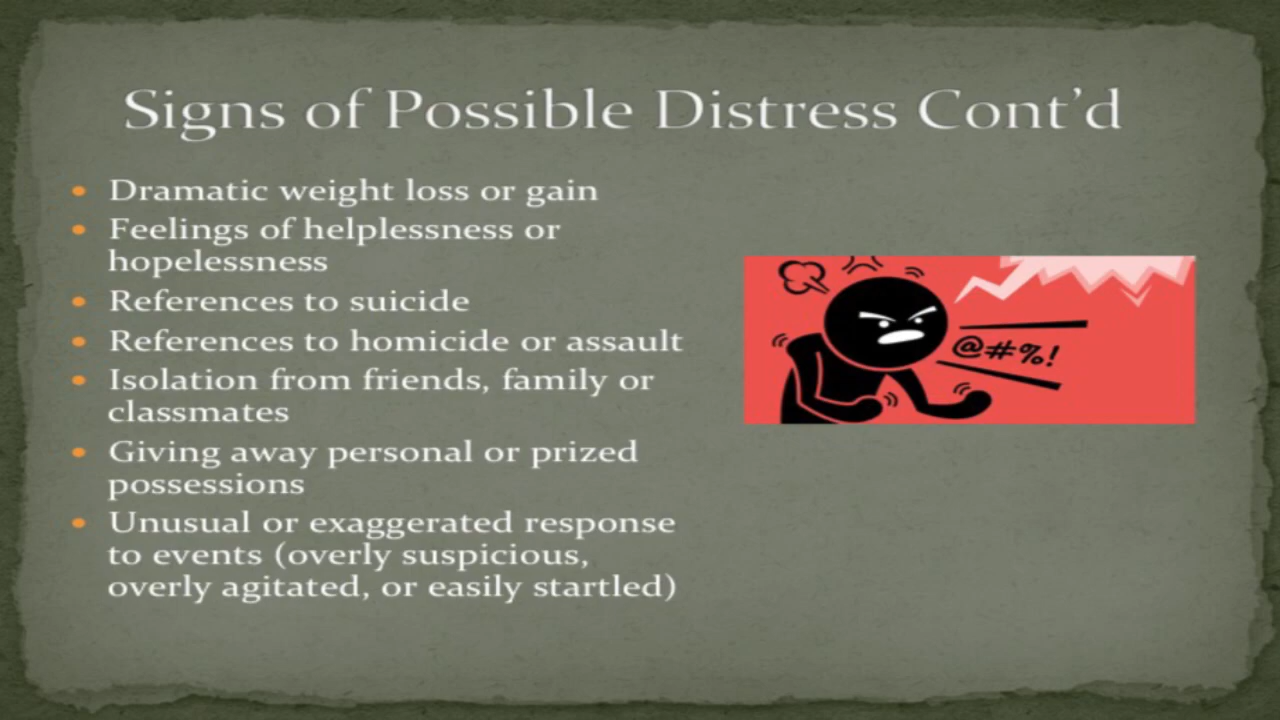 Signs of Possible Distress Cont’d
• Dramatic weight loss or gain
• Feelings of helplessness or
hopelessness
• References to suicide
• References to homicide or assault
• Isolation from friends, family or
classmates
• Giving away personal or prized
possessions
• Unusual or exaggerated response
to events (overly suspicious,
overly agitated, or easily startled)
@#%!